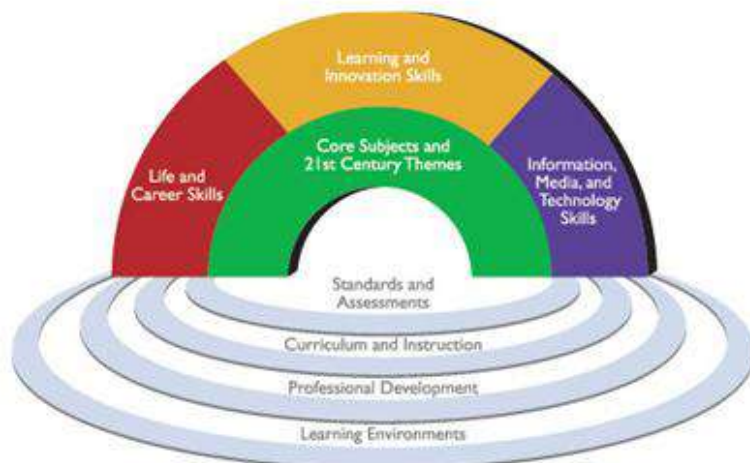 Learning and
Innovation Skills
Core Subjects and
21st Century Themes
Life and
Career Skills
Information,
Media, and
Technology
Skills
Standards and
Assessments
Curriculum and Instruction
Professional Development
Learning Environments